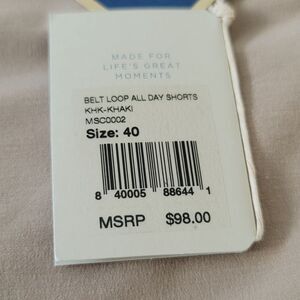 MADE FOR
LIFE'S GREAT
MOMENTS
BELT LOOP ALL DAY SHORTS
KHK-KHAKI
MSC0002
Size: 40
8 40005 88644 1
MSRP $98.00